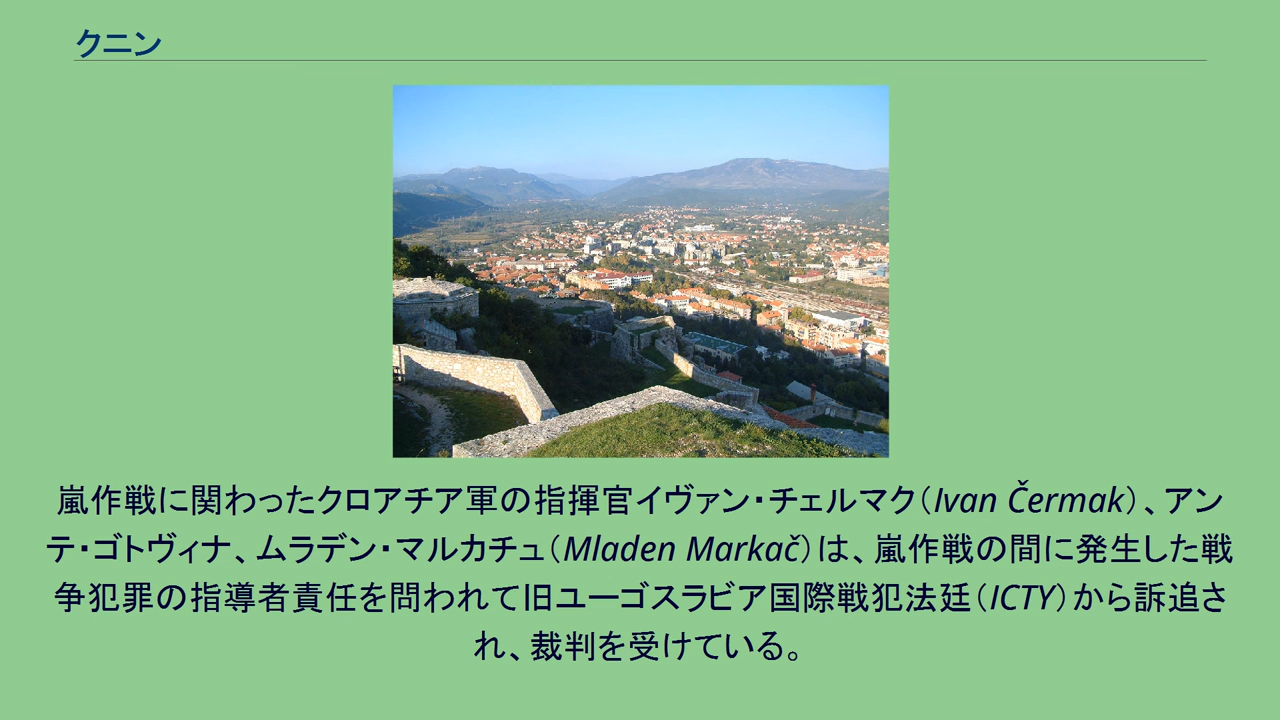 クニン
嵐作戦に関わったクロアチア軍の指揮官イヴァン・チェルマク（Ivan Čermak）、アン
テ・ゴトヴィナ、ムラデン・マルカチュ（Mladen Markač）は、嵐作戦の間に発生した戦
争犯罪の指導者責任を問われて旧ユーゴスラビア国際戦犯法廷（ICTY）から訴追さ
れ、裁判を受けている。